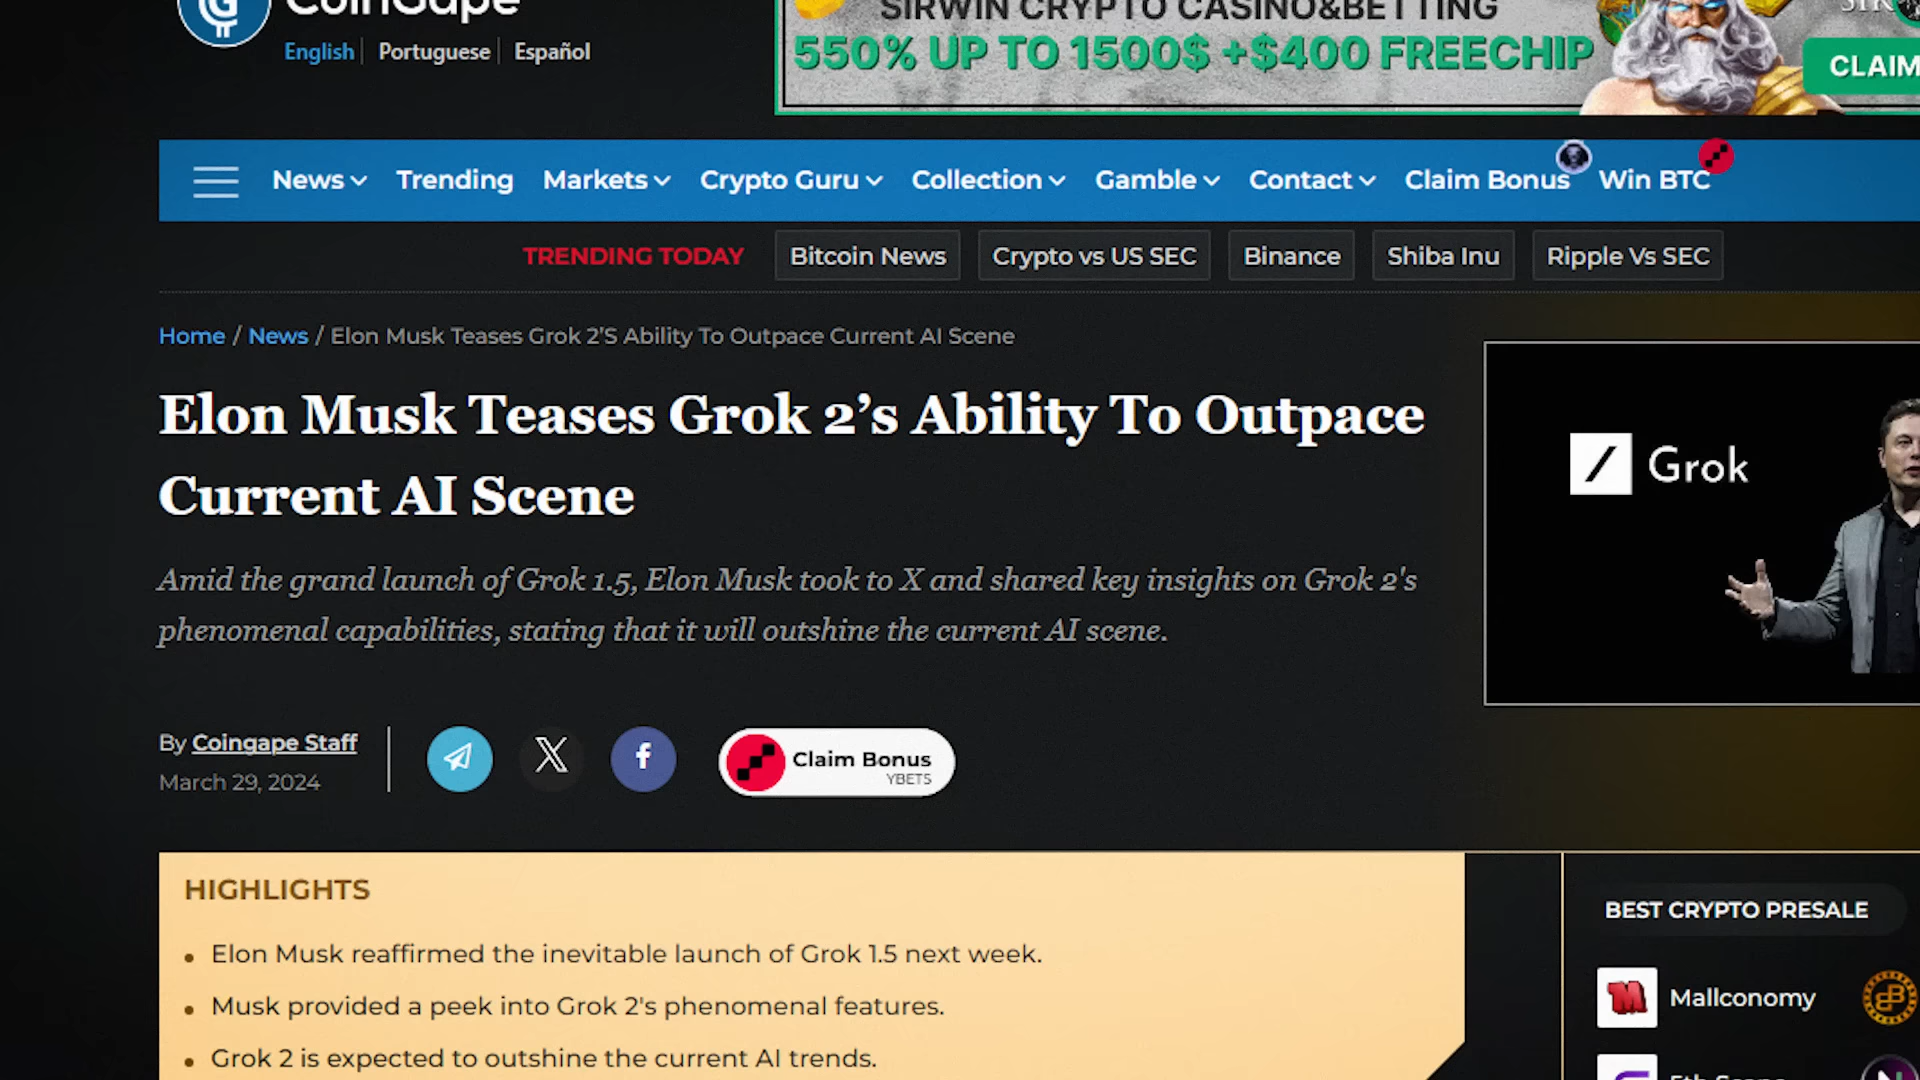 CoinGape
English
Portuguese
Español
SIRWIN CRYPTO CASINO&BETTING
550% UP TO 1500$ +$400 FREECHIP
CLAIM
News
Trending
Markets
Crypto Guru
Collection
Gamble
Contact
Claim Bonus
Win BTC
TRENDING TODAY
Bitcoin News
Crypto vs US SEC
Binance
Shiba Inu
Ripple Vs SEC
Home / News / Elon Musk Teases Grok 2'S Ability To Outpace Current AI Scene
Elon Musk Teases Grok 2’s Ability To Outpace
Current AI Scene
Grok
Amid the grand launch of Grok 1.5, Elon Musk took to X and shared key insights on Grok 2's
phenomenal capabilities, stating that it will outshine the current AI scene.
By Coingape Staff
March 29, 2024
Claim Bonus
YBETS
HIGHLIGHTS
• Elon Musk reaffirmed the inevitable launch of Grok 1.5 next week.
• Musk provided a peek into Grok 2's phenomenal features.
• Grok 2 is expected to outshine the current AI trends.
BEST CRYPTO PRESALE
Mallconomy